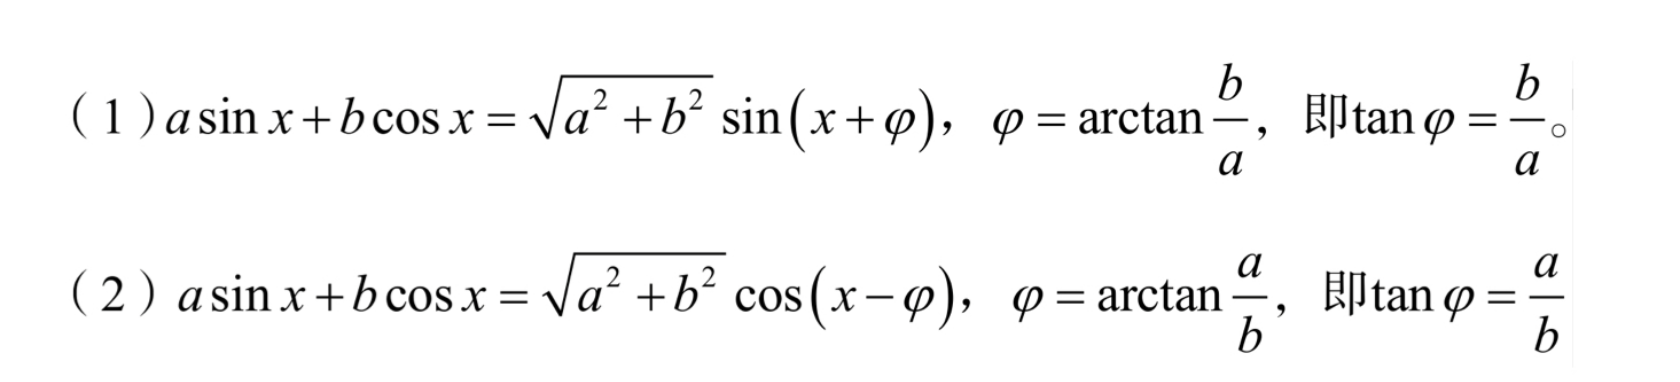 （1）a sin x + b cos x = √(a² + b²) sin(x + φ)，φ = arctan b/a，即tan φ = b/a。
（2）a sin x + b cos x = √(a² + b²) cos(x − φ)，φ = arctan a/b，即tan φ = a/b